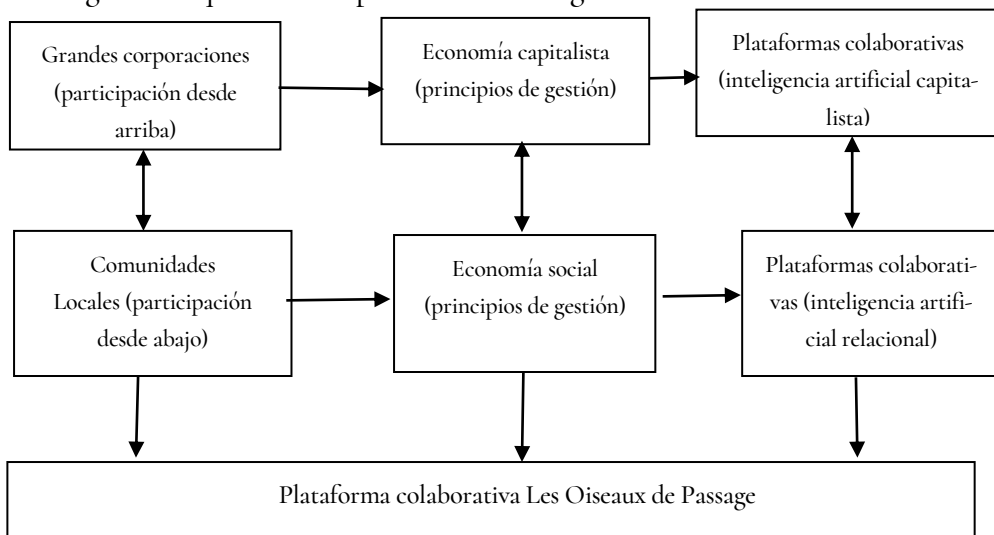 Grandes corporaciones
(participación desde
arriba)
Economía capitalista
(principios de gestión)
Plataformas colaborativas
(inteligencia artificial capita-
lista)
Comunidades
Locales (participación
desde abajo)
Economía social
(principios de gestión)
Plataformas colaborati-
vas (inteligencia artifi-
cial relacional)
Plataforma colaborativa Les Oiseaux de Passage